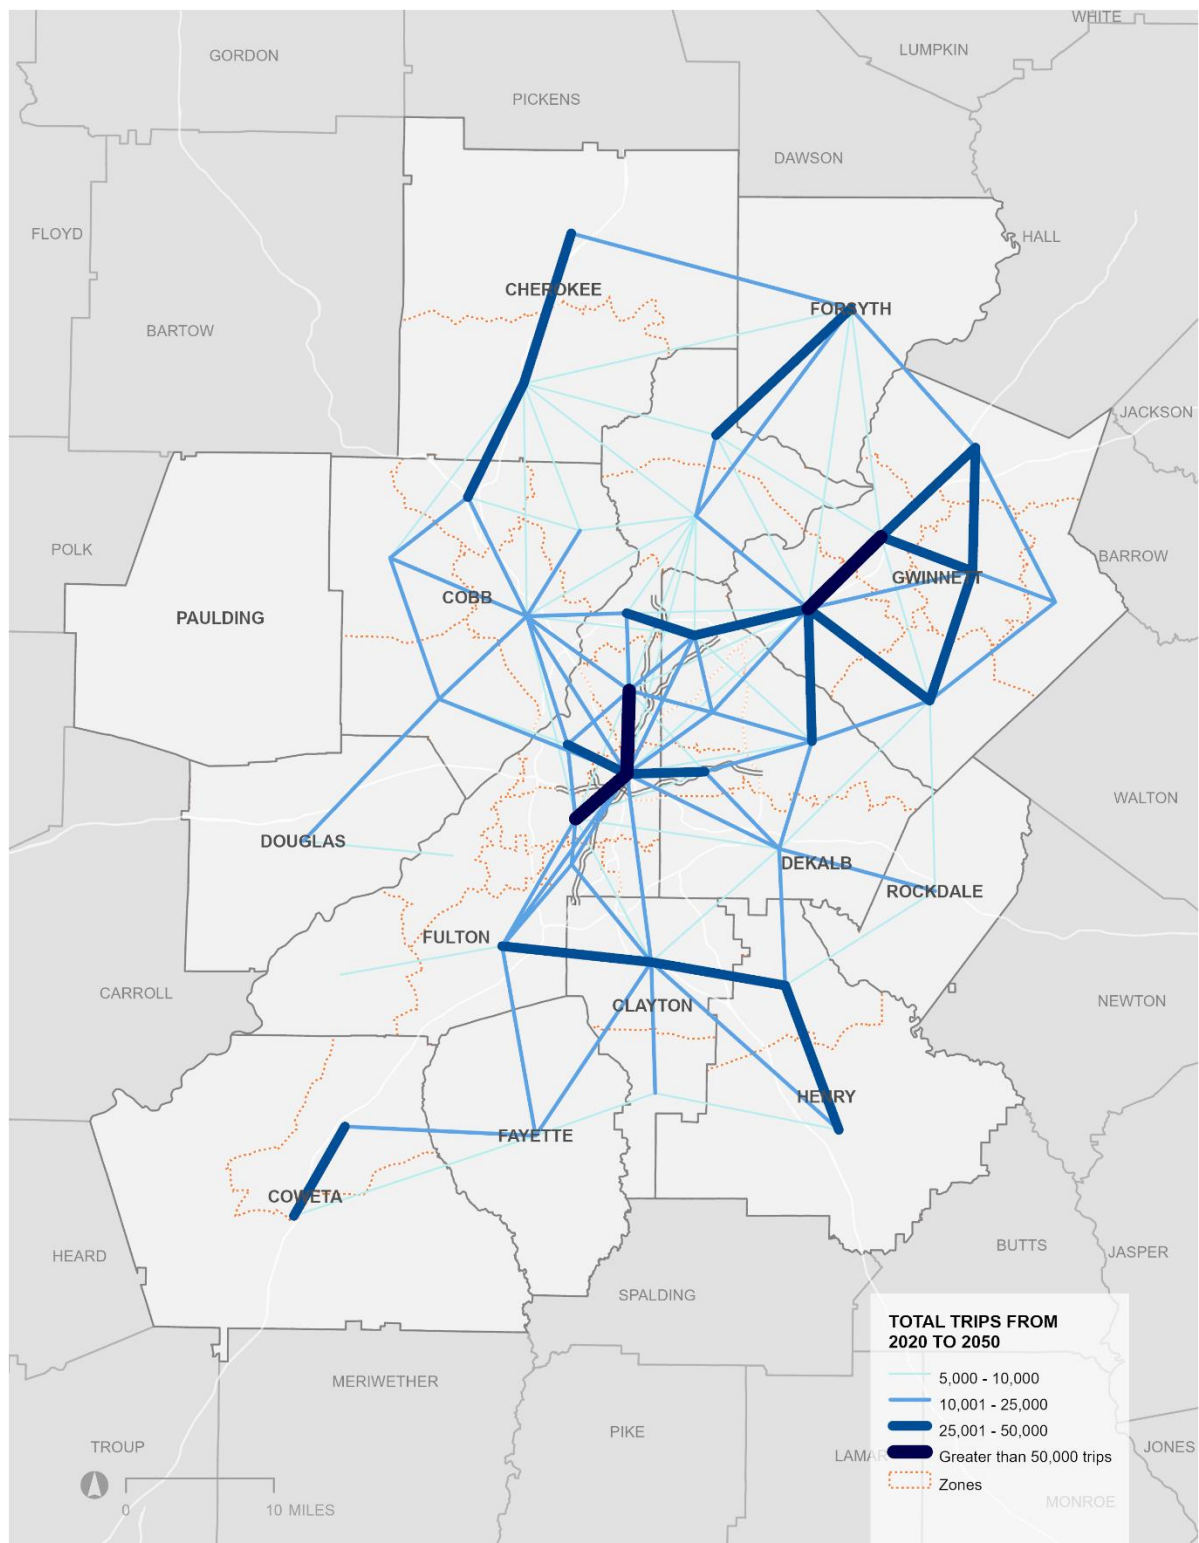 WHITE
LUMPKIN
GORDON
PICKENS
DAWSON
FLOYD
HALL
CHEROKEE
FORSYTH
BARTOW
JACKSON
POLK
BARROW
GWINNETT
COBB
PAULDING
WALTON
DOUGLAS
DEKALB
ROCKDALE
FULTON
CARROLL
NEWTON
CLAYTON
HENRY
FAYETTE
COWETA
BUTTS
JASPER
HEARD
SPALDING
TOTAL TRIPS FROM
2020 TO 2050
5,000 - 10,000
10,001 - 25,000
25,001 - 50,000
Greater than 50,000 trips
Zones
MERIWETHER
PIKE
TROUP
LAMAR
JONES
MONROE
0 10 MILES